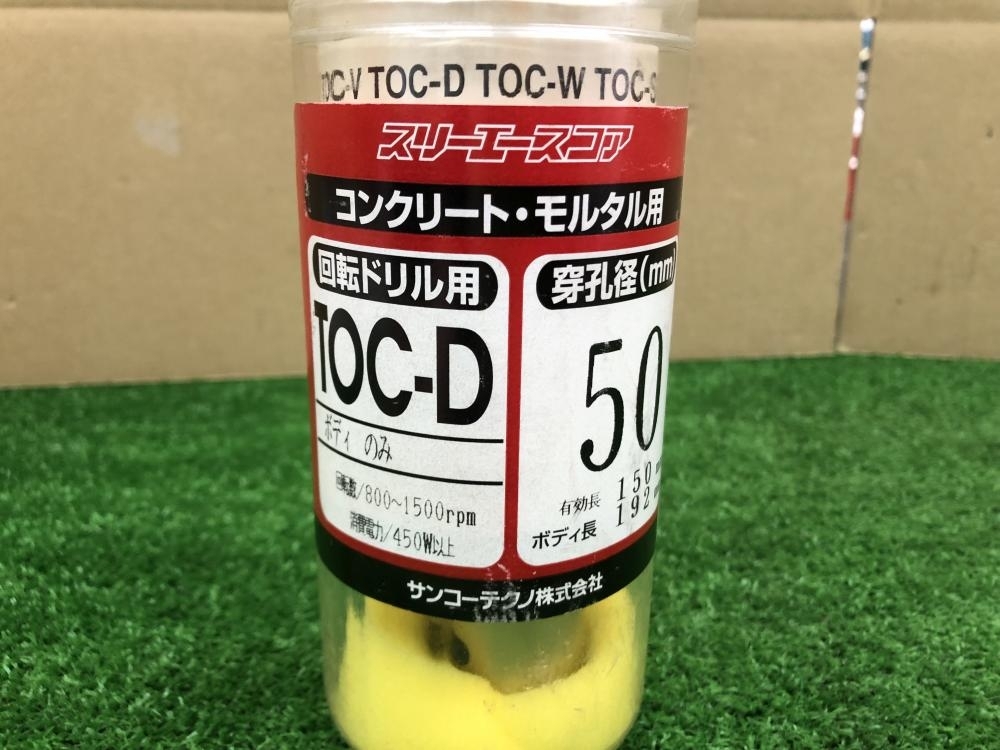 TOC-V TOC-D TOC-W TOC-S
スリーエースコア
コンクリート・モルタル用
回転ドリル用
TOC-D
ボディ のみ
回転数/800~1500rpm
消費電力/450W以上
穿孔径(mm)
50
有効長 150
ボディ長 192
サンコーテクノ株式会社